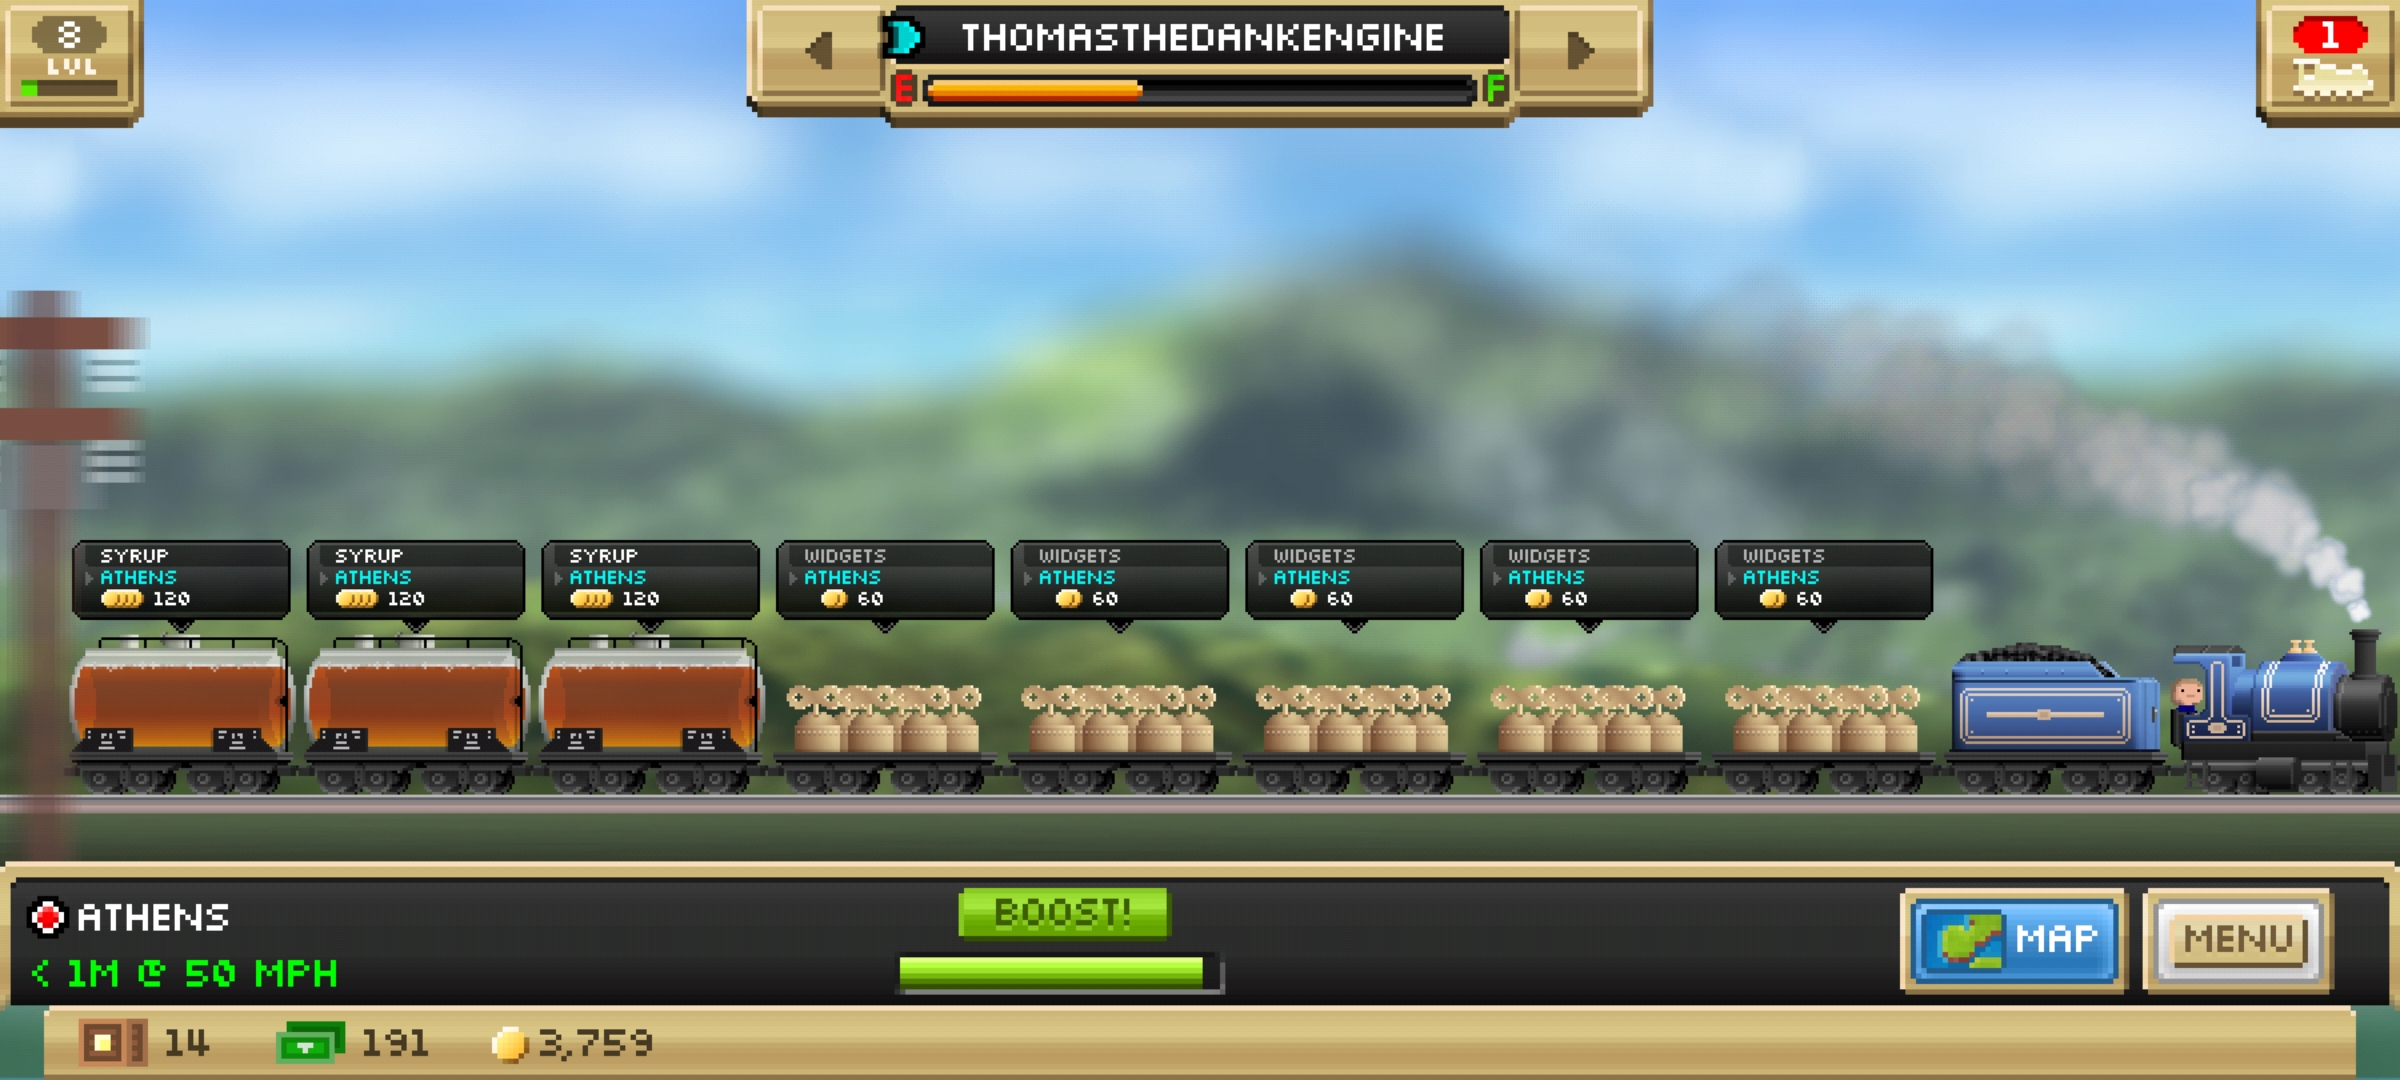 8
LVL
THOMASTHEDANKENGINE
E F
1
SYRUP
ATHENS
120
SYRUP
ATHENS
120
SYRUP
ATHENS
120
WIDGETS
ATHENS
60
WIDGETS
ATHENS
60
WIDGETS
ATHENS
60
WIDGETS
ATHENS
60
WIDGETS
ATHENS
60
ATHENS
< 1M @ 50 MPH
BOOST!
MAP
MENU
14 191 3,759